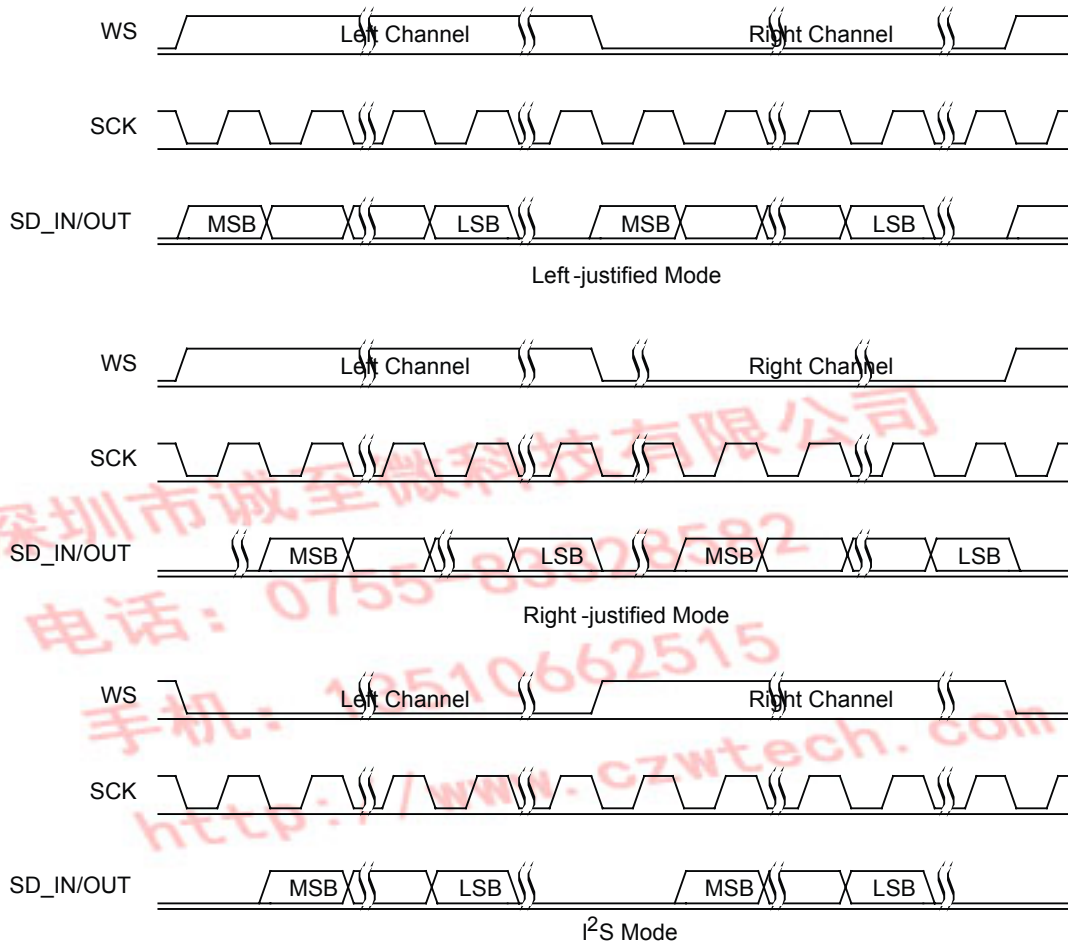 WS Left Channel Right Channel
SCK
SD_IN/OUT MSB LSB MSB LSB
Left-justified Mode
WS Left Channel Right Channel
SCK
SD_IN/OUT MSB LSB MSB LSB
Right-justified Mode
WS Left Channel Right Channel
SCK
SD_IN/OUT MSB LSB MSB LSB
I²S Mode
深圳市诚至微科技有限公司
电话：0755-83328582
手机：13510662515
http://www.czwtech.com